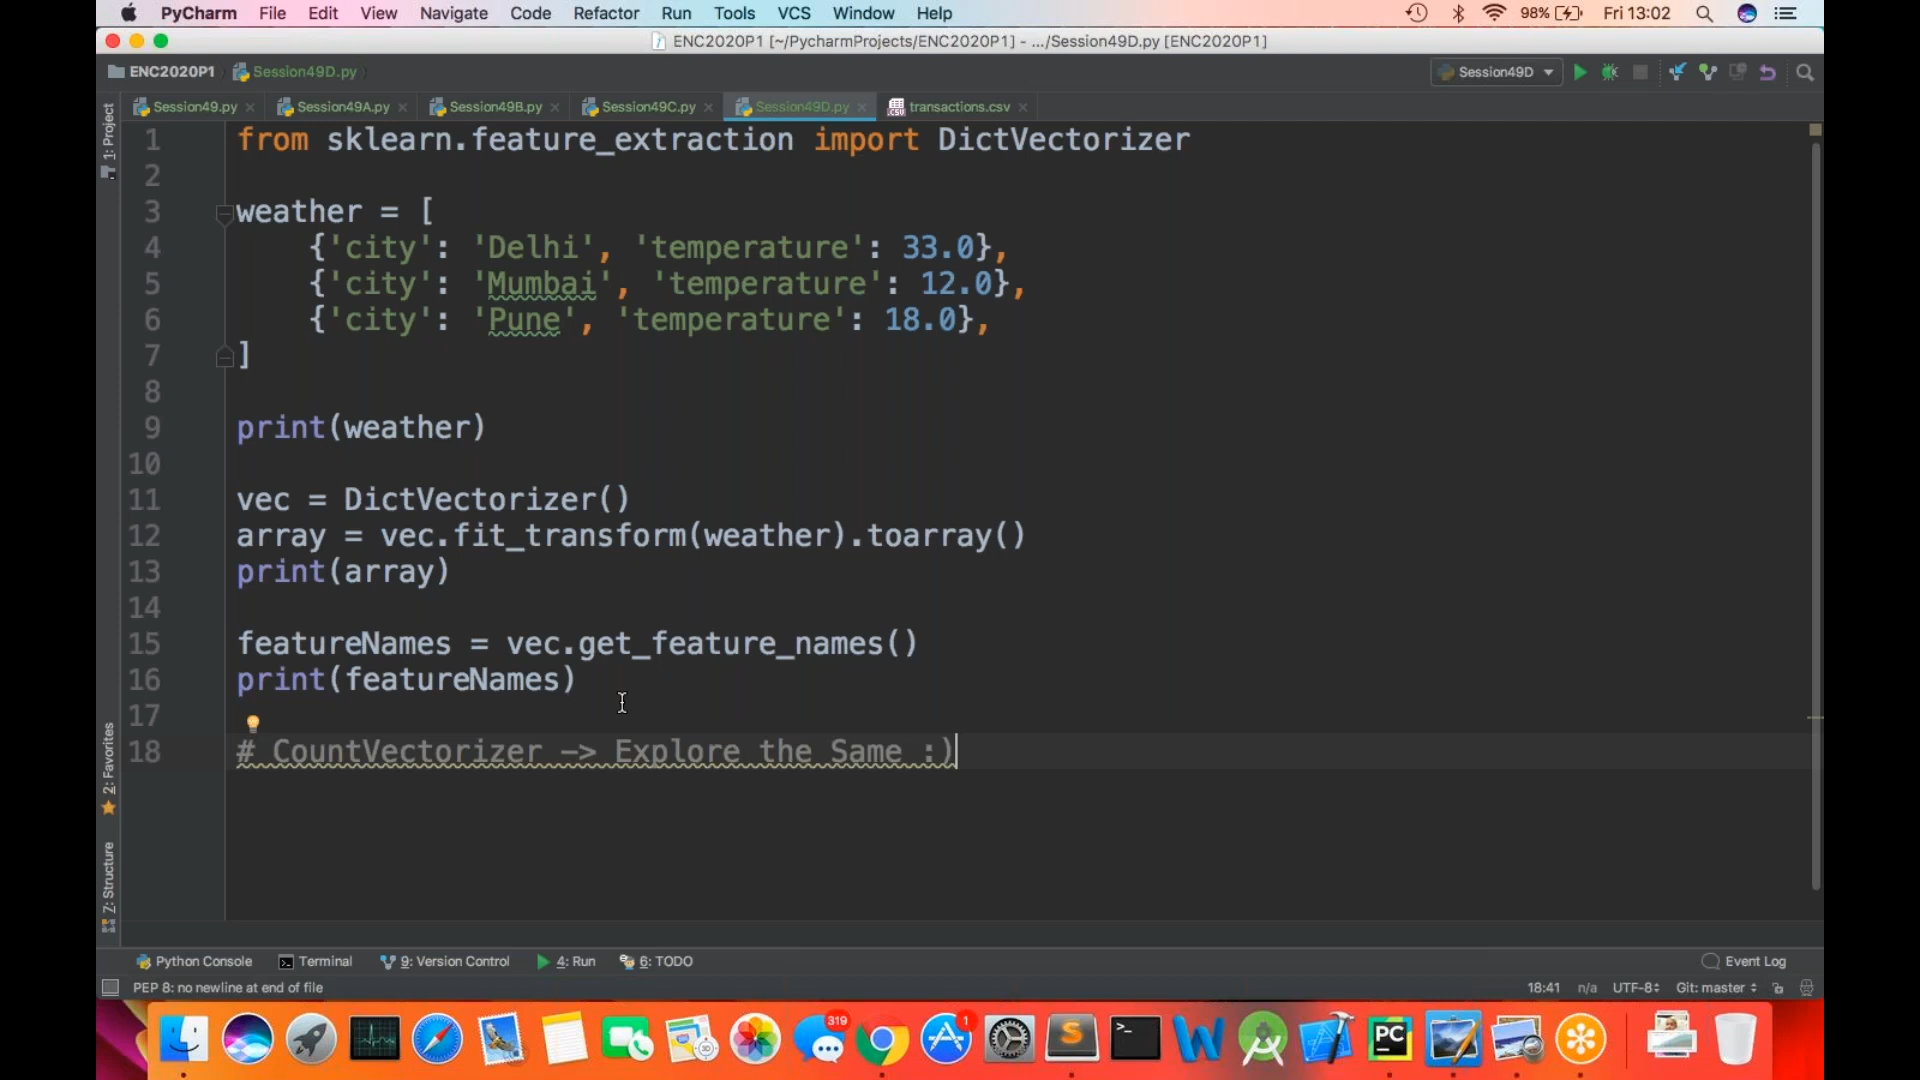 PyCharm File Edit View Navigate Code Refactor Run Tools VCS Window Help 98% Fri 13:02
ENC2020P1 [~/PycharmProjects/ENC2020P1] - .../Session49D.py [ENC2020P1]
ENC2020P1 Session49D.py Session49D
Session49.py Session49A.py Session49B.py Session49C.py Session49D.py transactions.csv
1: Project
1 from sklearn.feature_extraction import DictVectorizer
2
3 weather = [
4 {'city': 'Delhi', 'temperature': 33.0},
5 {'city': 'Mumbai', 'temperature': 12.0},
6 {'city': 'Pune', 'temperature': 18.0},
7 ]
8
9 print(weather)
10
11 vec = DictVectorizer()
12 array = vec.fit_transform(weather).toarray()
13 print(array)
14
15 featureNames = vec.get_feature_names()
16 print(featureNames)
17
18 # CountVectorizer -> Explore the Same :)
2: Favorites
Z: Structure
Python Console Terminal 9: Version Control 4: Run 6: TODO Event Log
PEP 8: no newline at end of file 18:41 n/a UTF-8 Git: master
319 1
S >_ W PC